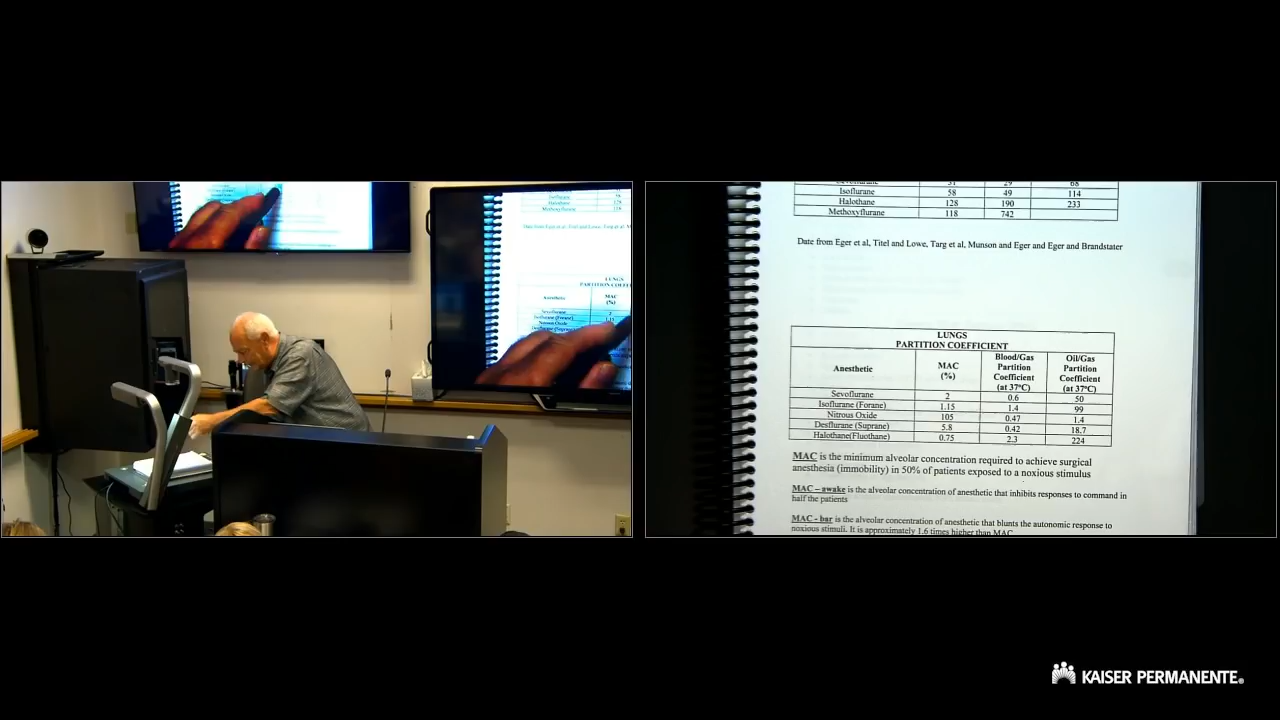 Isoflurane 58 49 114
Halothane 128 190 233
Methoxyflurane 118 742
Date from Eger et al, Titel and Lowe, Targ et al, Munson and Eger and Eger and Brandstater
LUNGS
PARTITION COEFFICIENT
Anesthetic MAC (%) Blood/Gas Partition Coefficient (at 37ºC) Oil/Gas Partition Coefficient (at 37ºC)
Sevoflurane 2 0.6 50
Isoflurane (Forane) 1.15 1.4 99
Nitrous Oxide 105 0.47 1.4
Desflurane (Suprane) 5.8 0.42 18.7
Halothane(Fluothane) 0.75 2.3 224
MAC is the minimum alveolar concentration required to achieve surgical
anesthesia (immobility) in 50% of patients exposed to a noxious stimulus
MAC – awake is the alveolar concentration of anesthetic that inhibits responses to command in
half the patients
MAC - bar is the alveolar concentration of anesthetic that blunts the autonomic response to
noxious stimuli. It is approximately 1.6 times higher than MAC
KAISER PERMANENTE®